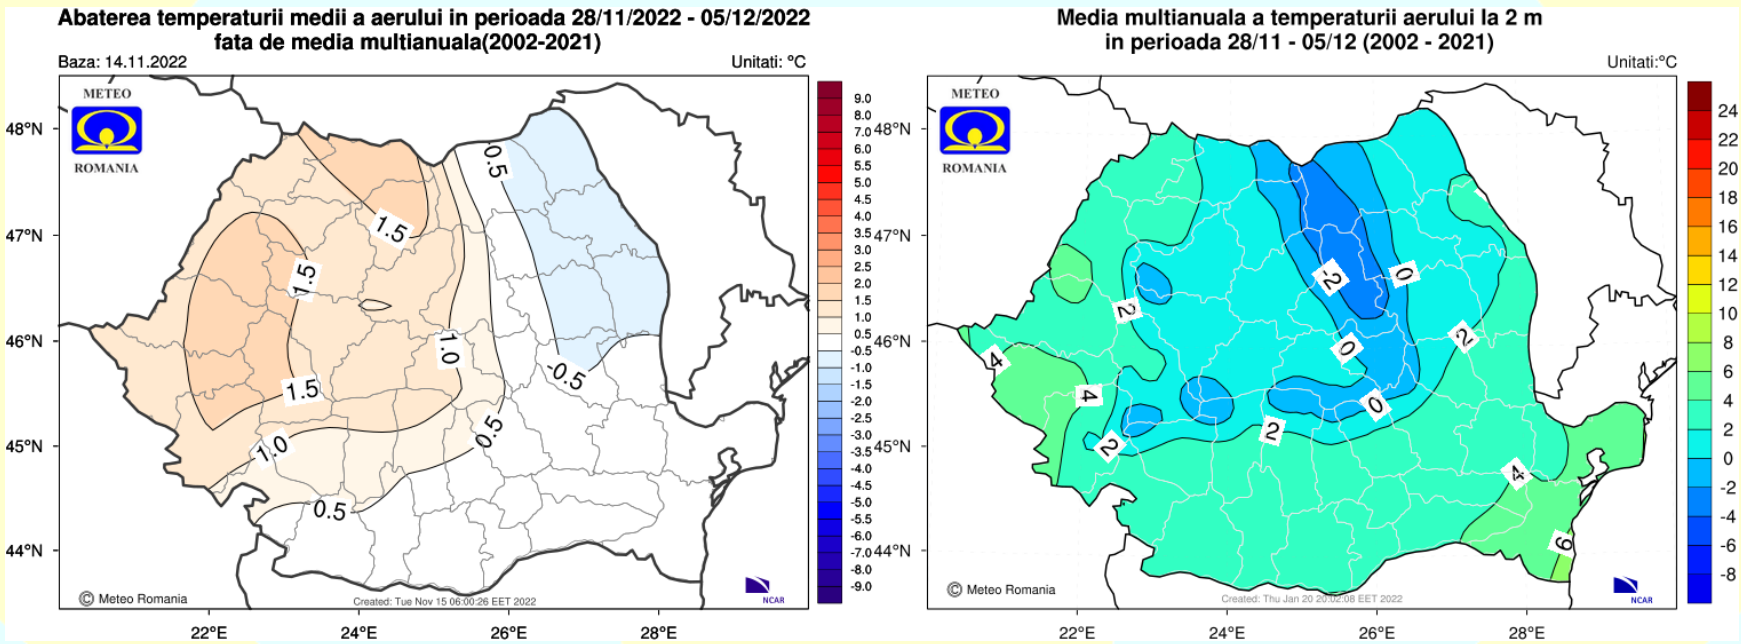 Abaterea temperaturii medii a aerului in perioada 28/11/2022 - 05/12/2022
fata de media multianuala(2002-2021)
Baza: 14.11.2022
Unitati: °C
METEO
ROMANIA
48°N
47°N
46°N
45°N
44°N
22°E
24°E
26°E
28°E
0.5
1.5
1.5
1.0
-0.5
1.5
0.5
1.0
0.5
9.0
8.0
7.0
6.0
5.5
5.0
4.5
4.0
3.5
3.0
2.5
2.0
1.5
1.0
0.5
-0.5
-1.0
-1.5
-2.0
-2.5
-3.0
-3.5
-4.0
-4.5
-5.0
-5.5
-6.0
-7.0
-8.0
-9.0
© Meteo Romania
Created: Tue Nov 15 06:00:26 EET 2022
NCAR
Media multianuala a temperaturii aerului la 2 m
in perioada 28/11 - 05/12 (2002 - 2021)
Unitati:°C
METEO
ROMANIA
48°N
47°N
46°N
45°N
44°N
22°E
24°E
26°E
28°E
-2
0
2
2
0
4
4
0
2
2
4
6
24
22
20
18
16
14
12
10
8
6
4
2
0
-2
-4
-6
-8
© Meteo Romania
Created: Thu Jan 20 20:02:08 EET 2022
NCAR